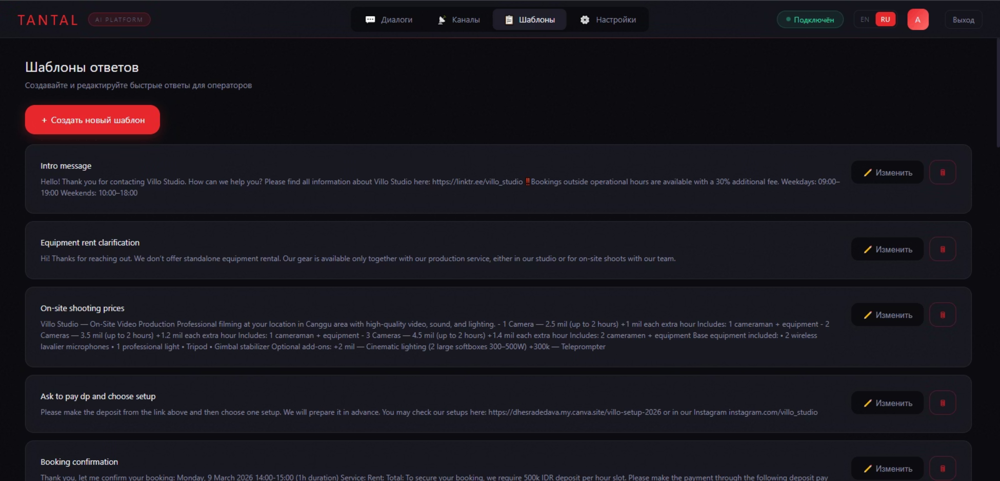 TANTAL
AI PLATFORM
Диалоги
Каналы
Шаблоны
Настройки
Подключён
EN
RU
A
Выход
Шаблоны ответов
Создавайте и редактируйте быстрые ответы для операторов
+ Создать новый шаблон
Intro message
Изменить
Hello! Thank you for contacting Villo Studio. How can we help you? Please find all information about Villo Studio here: https://linktr.ee/villo_studio ‼️Bookings outside operational hours are available with a 30% additional fee. Weekdays: 09:00–
19:00 Weekends: 10:00–18:00
Equipment rent clarification
Изменить
Hi! Thanks for reaching out. We don’t offer standalone equipment rental. Our gear is available only together with our production service, either in our studio or for on-site shoots with our team.
On-site shooting prices
Изменить
Villo Studio — On-Site Video Production Professional filming at your location in Canggu area with high-quality video, sound, and lighting. - 1 Camera — 2.5 mil (up to 2 hours) +1 mil each extra hour Includes: 1 cameraman + equipment - 2
Cameras — 3.5 mil (up to 2 hours) +1.2 mil each extra hour Includes: 1 cameraman + equipment - 3 Cameras — 4.5 mil (up to 2 hours) +1.4 mil each extra hour Includes: 2 cameramen + equipment Base equipment included: • 2 wireless
lavalier microphones • 1 professional light • Tripod • Gimbal stabilizer Optional add-ons: +2 mil — Cinematic lighting (2 large softboxes 300–500W) +300k — Teleprompter
Ask to pay dp and choose setup
Изменить
Please make the deposit from the link above and then choose one setup. We will prepare it in advance. You may check our setups here: https://dhesradedava.my.canva.site/villo-setup-2026 or in our Instagram instagram.com/villo_studio
Booking confirmation
Изменить
Thank you, let me confirm your booking: Monday, 9 March 2026 14:00-15:00 (1h duration) Service: Rent: Total: To secure your booking, we require 500k IDR deposit per hour slot. Please make the payment through the following deposit pay